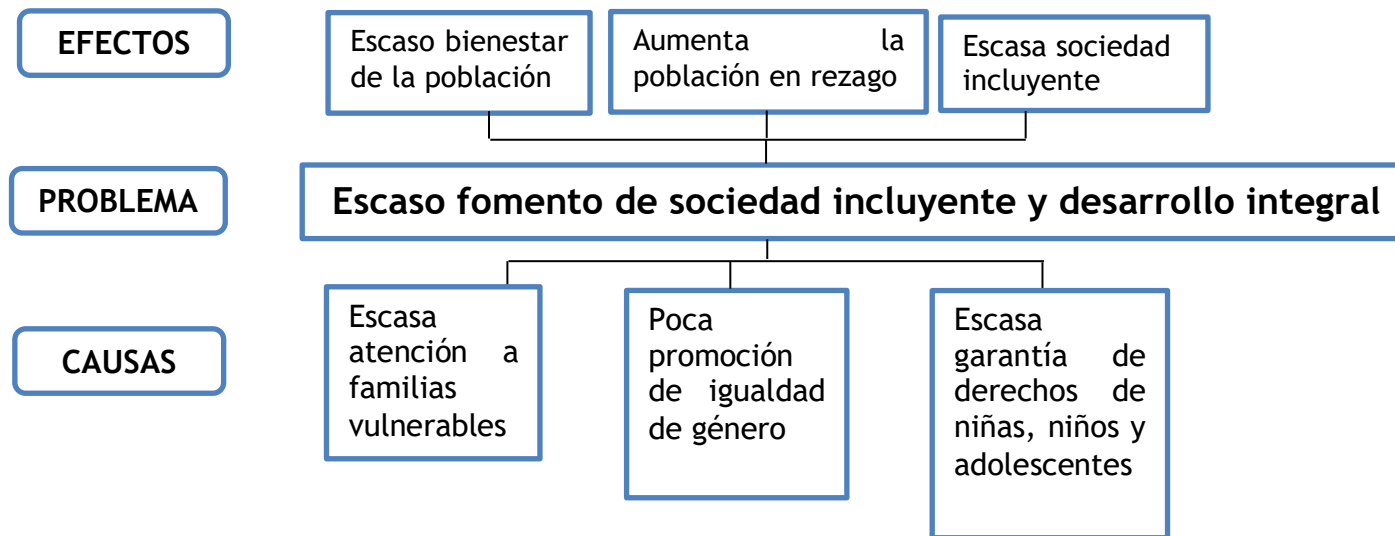 EFECTOS
Escaso bienestar
de la población
Aumenta la
población en rezago
Escasa sociedad
incluyente
PROBLEMA
Escaso fomento de sociedad incluyente y desarrollo integral
CAUSAS
Escasa
atención a
familias
vulnerables
Poca
promoción
de igualdad
de género
Escasa
garantía de
derechos de
niñas, niños y
adolescentes